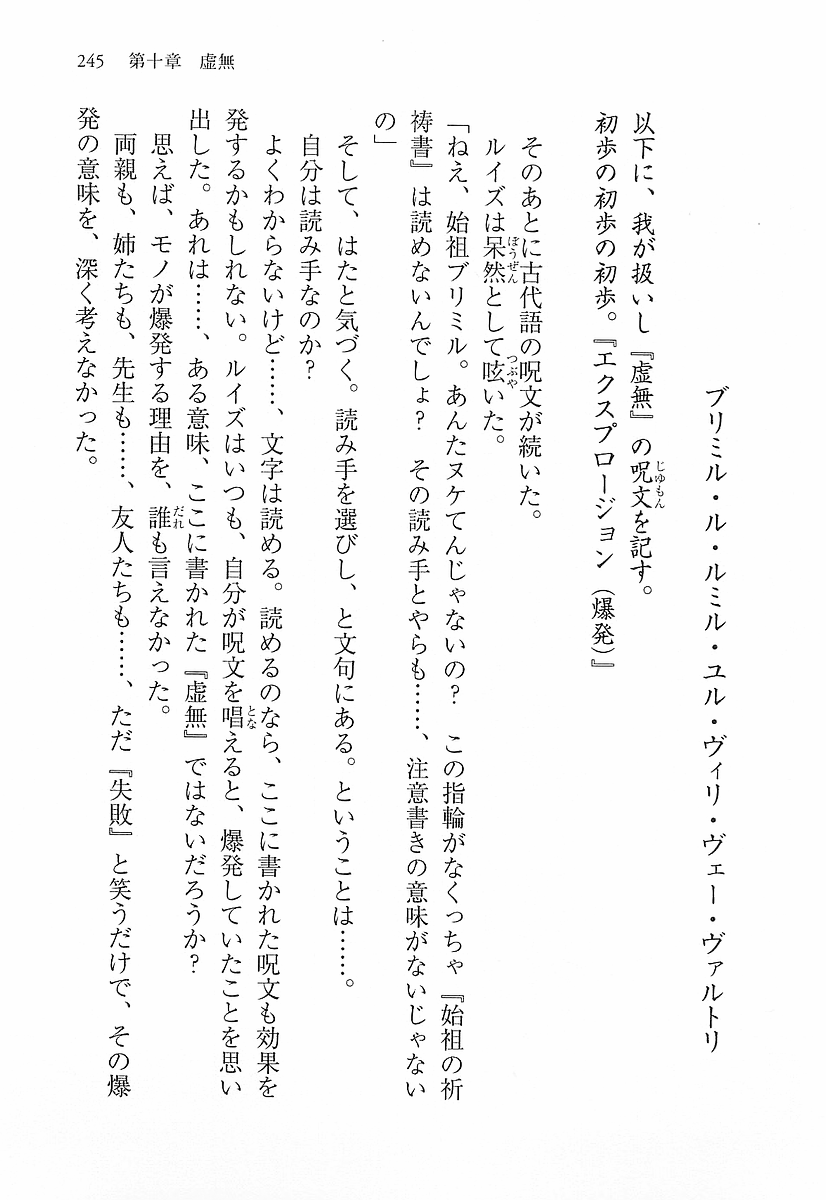 245　第十章　虚無
ブリミル・ル・ルミル・ユル・ヴィリ・ヴェー・ヴァルトリ
以下に、我が扱いし『虚無』の呪文を記す。
初歩の初歩の初歩。『エクスプロージョン（爆発）』
そのあとに古代語の呪文が続いた。
ルイズは呆然として呟いた。
「ねえ、始祖ブリミル。あんたヌケてんじゃないの？　この指輪がなくっちゃ『始祖の祈
祷書』は読めないんでしょ？　その読み手とやらも……、注意書きの意味がないじゃない
の」
そして、はたと気づく。読み手を選びし、と文句にある。ということは……。
自分は読み手なのか？
よくわからないけど……、文字は読める。読めるのなら、ここに書かれた呪文も効果を
発するかもしれない。ルイズはいつも、自分が呪文を唱えると、爆発していたことを思い
出した。あれは……、ある意味、ここに書かれた『虚無』ではないだろうか？
思えば、モノが爆発する理由を、誰も言えなかった。
両親も、姉たちも、先生も……、友人たちも……、ただ『失敗』と笑うだけで、その爆
発の意味を、深く考えなかった。